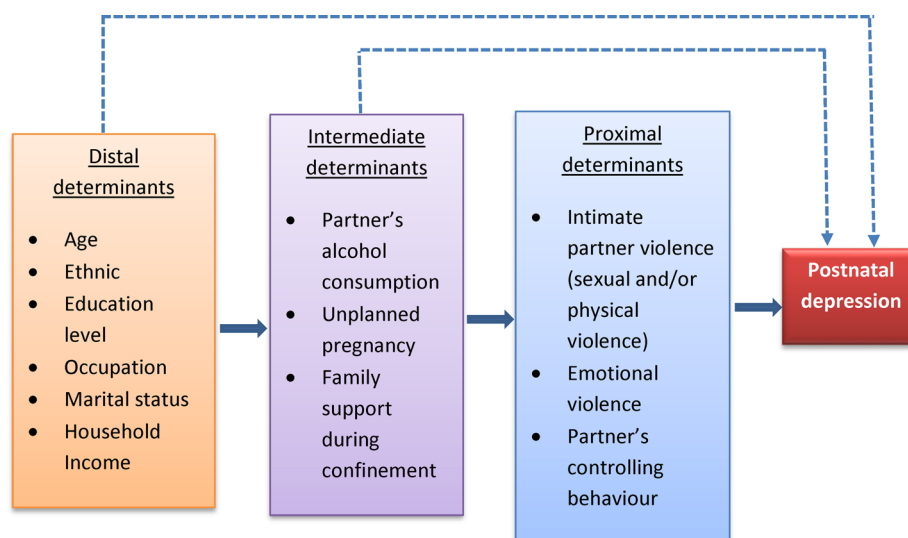 Distal
determinants
• Age
• Ethnic
• Education
level
• Occupation
• Marital status
• Household
Income
Intermediate
determinants
• Partner's
alcohol
consumption
• Unplanned
pregnancy
• Family
support
during
confinement
Proximal
determinants
• Intimate
partner violence
(sexual and/or
physical
violence)
• Emotional
violence
• Partner's
controlling
behaviour
Postnatal
depression